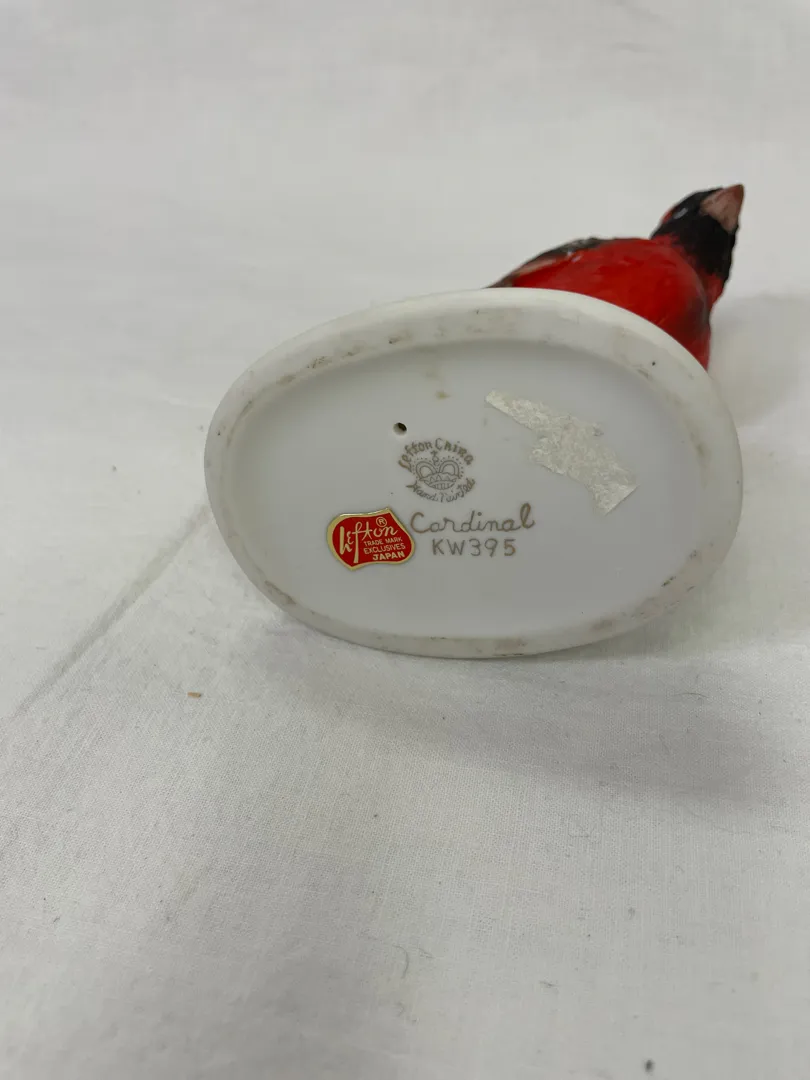 Lefton China
Hand Painted
Lefton ®
TRADE MARK
EXCLUSIVES
JAPAN
Cardinal
KW395